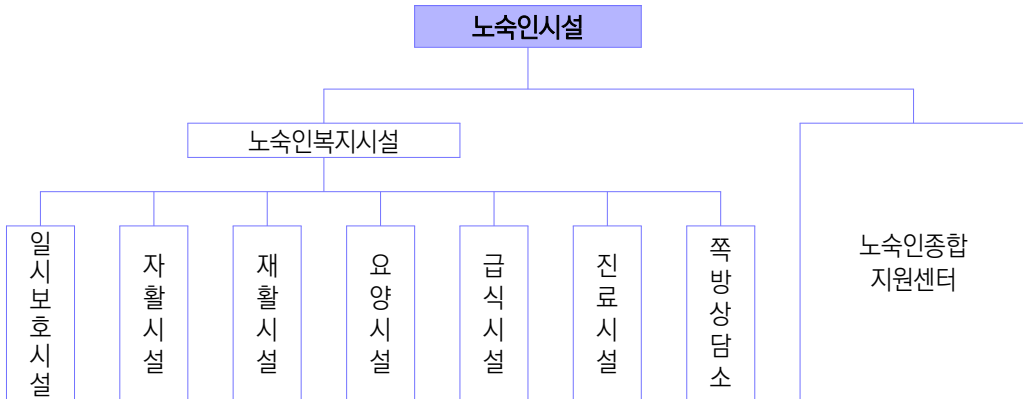 노숙인시설
노숙인복지시설
일시보호시설
자활시설
재활시설
요양시설
급식시설
진료시설
쪽방상담소
노숙인종합
지원센터